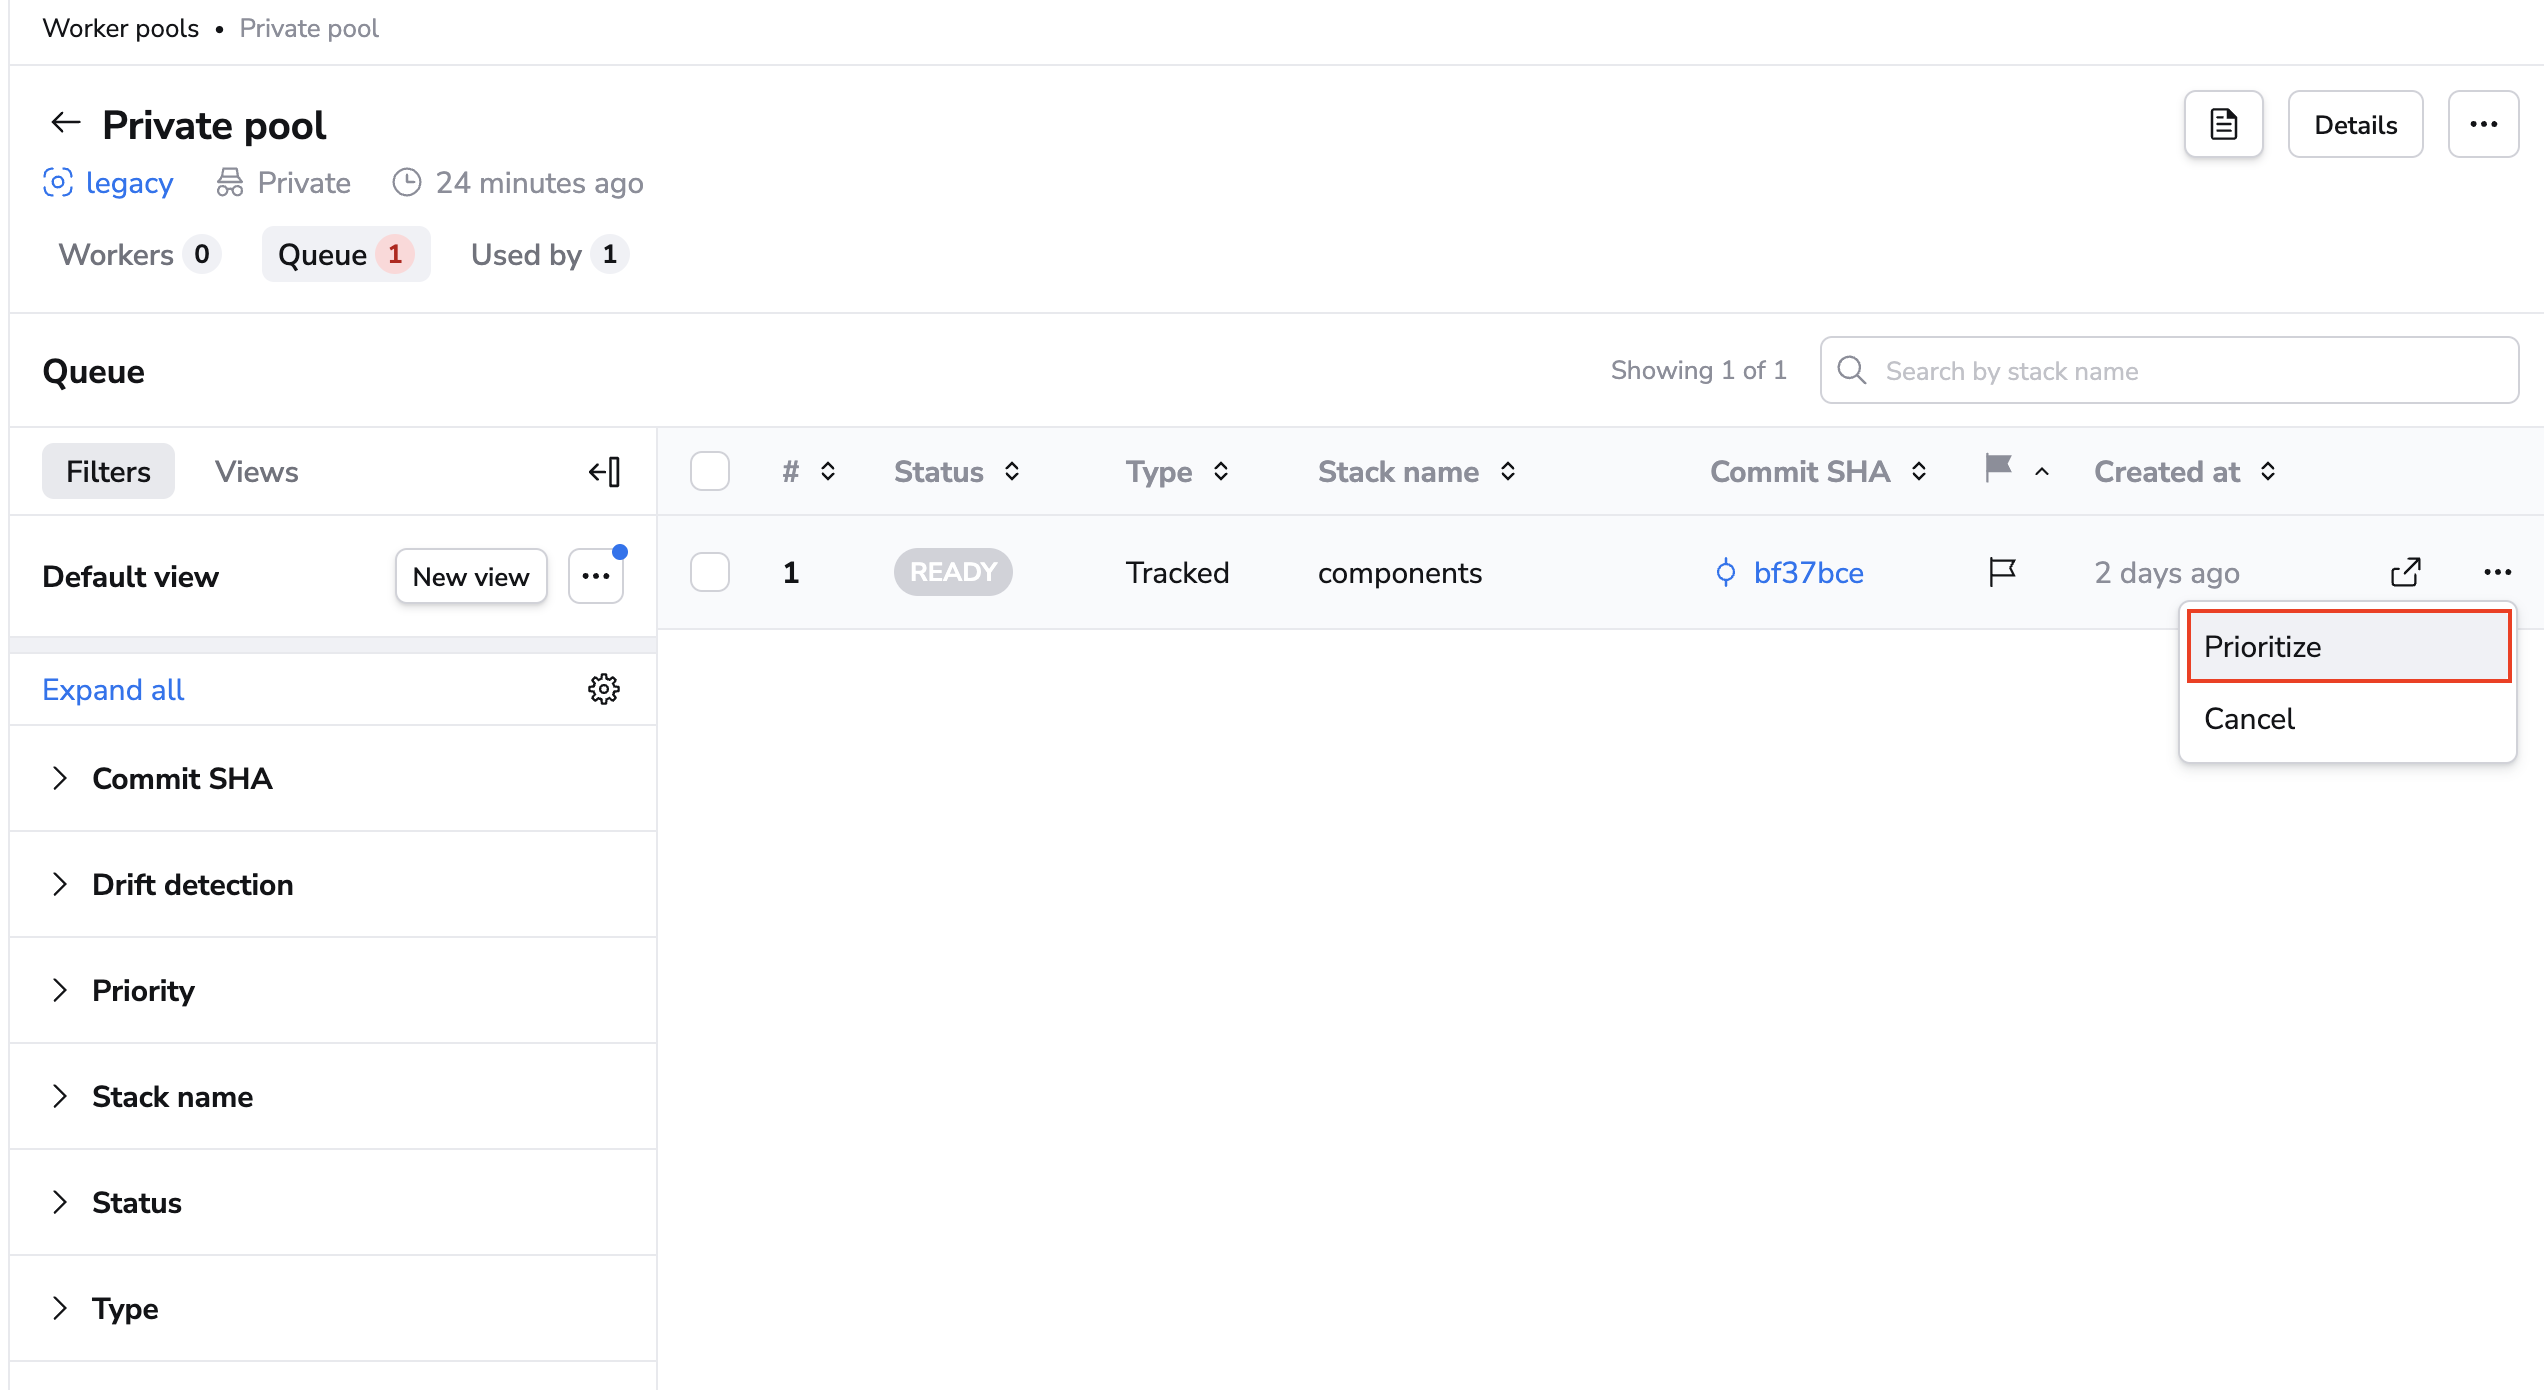 Worker pools • Private pool
Private pool
Details
legacy Private 24 minutes ago
Workers 0 Queue 1 Used by 1
Queue
Showing 1 of 1
Search by stack name
Filters Views
# Status Type Stack name Commit SHA Created at
Default view New view
1 READY Tracked components bf37bce 2 days ago
Prioritize
Cancel
Expand all
Commit SHA
Drift detection
Priority
Stack name
Status
Type